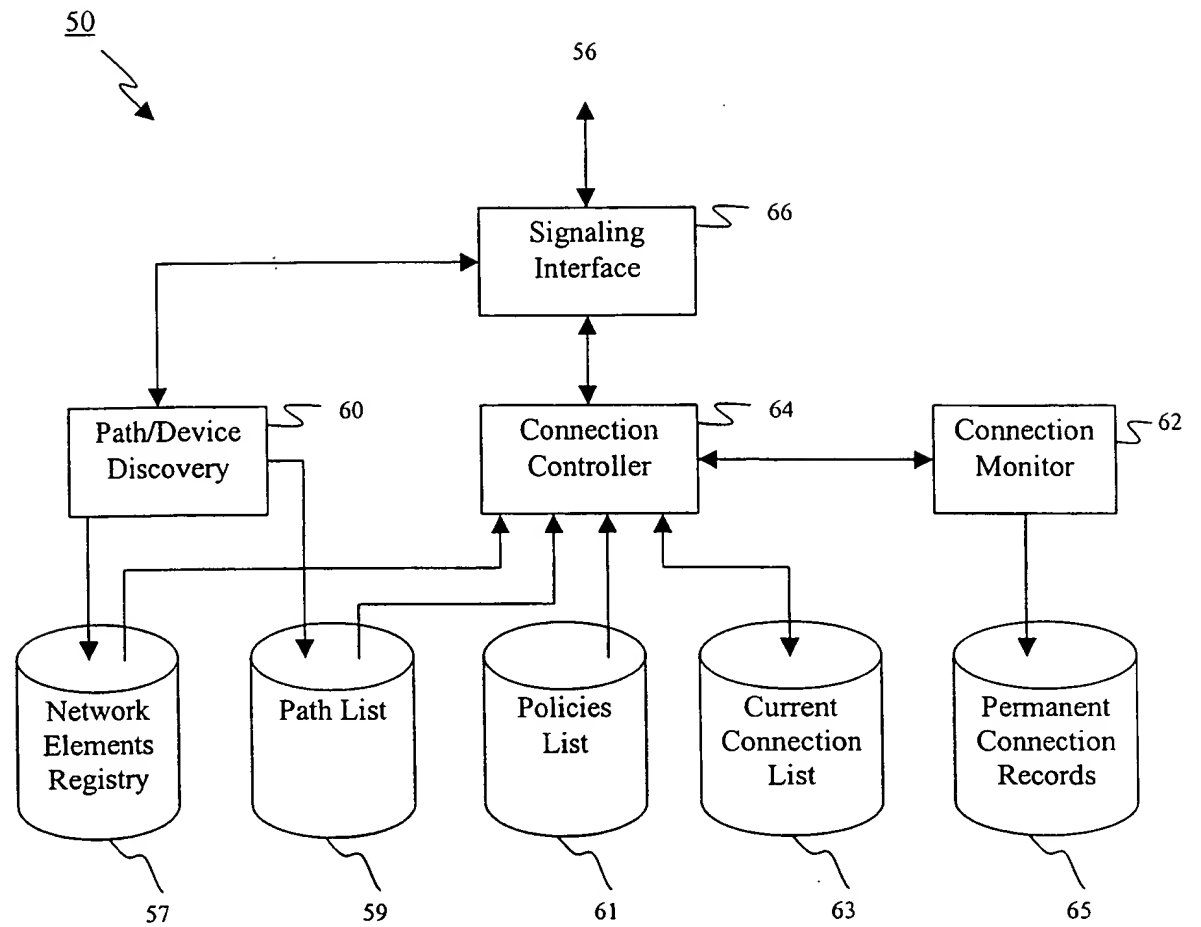 50
56
Signaling
Interface
66
Path/Device
Discovery
60
Connection
Controller
64
Connection
Monitor
62
Network
Elements
Registry
Path List
Policies
List
Current
Connection
List
Permanent
Connection
Records
57
59
61
63
65